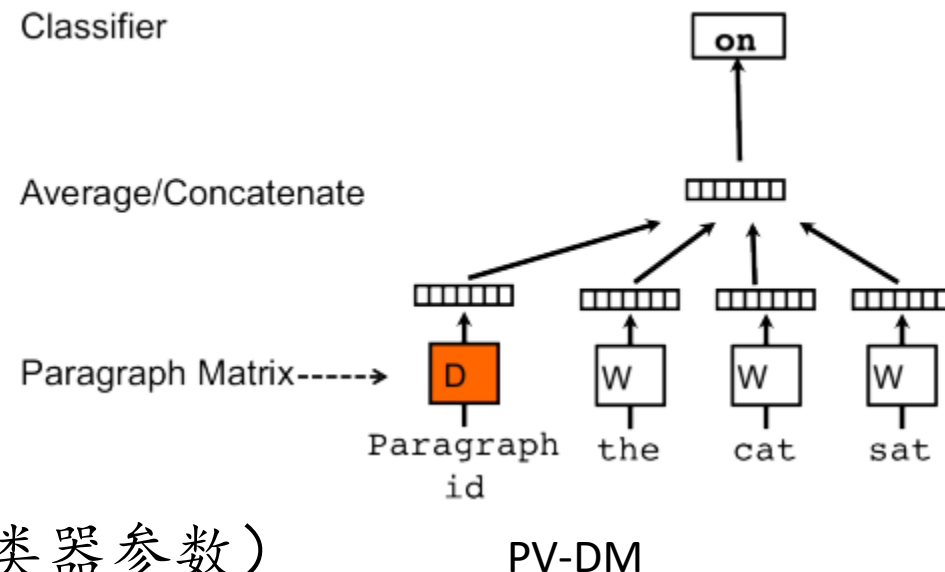 Classifier
on
Average/Concatenate
Paragraph Matrix----->
D
W
W
W
Paragraph
id
the
cat
sat
类器参数）
PV-DM